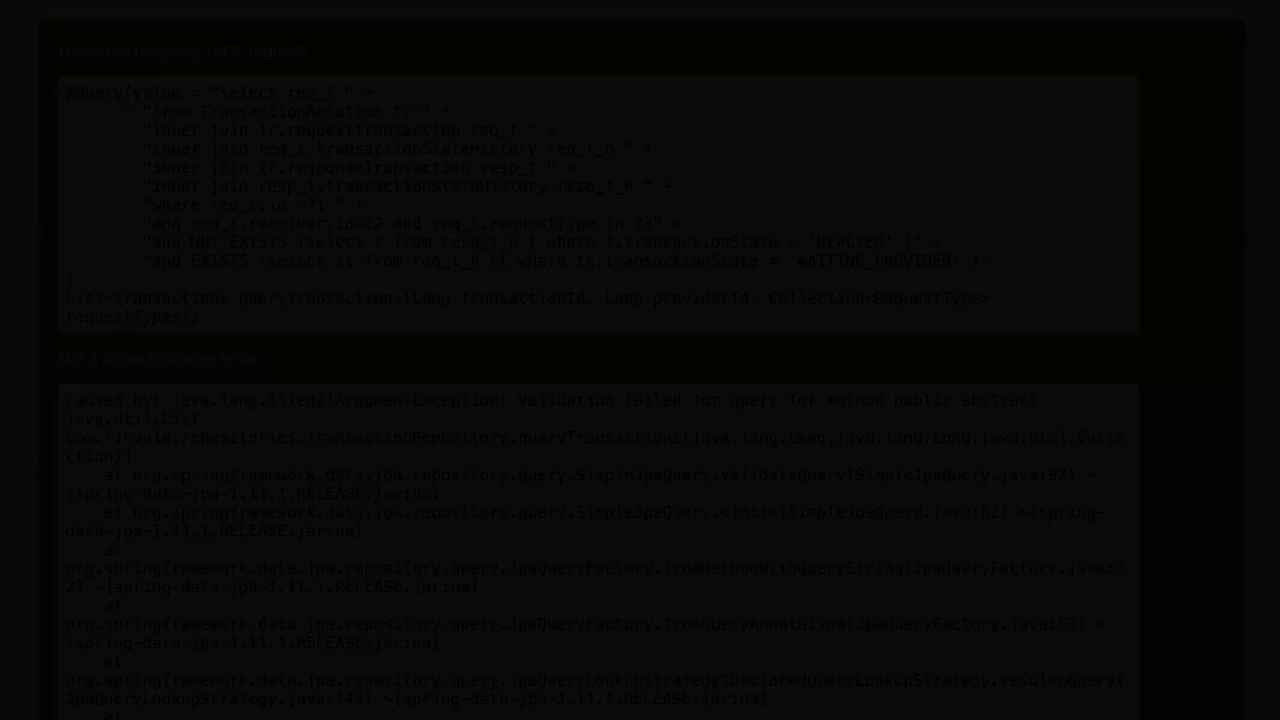 I have the following JPQL request:
@Query(value = "select req_t " +
"from TransactionRelation tr " +
"inner join tr.requestTransaction req_t " +
"inner join req_t.transactionStateHistory req_t_h " +
"inner join tr.responseTransaction resp_t " +
"inner join resp_t.transactionStateHistory resp_t_h " +
"where req_t.id >?1 " +
"and req_t.receiver.id=?2 and req_t.requestType in ?3" +
"and NOT EXISTS (select t from resp_t_h t where t.transactionState = 'REPLIED' )" +
"and EXISTS (select tt from req_t_h tt where tt.transactionState = 'WAITING_PROVIDER' )"
)
List<Transaction> queryTransactions(Long transactionId, Long providerId, Collection<RequestType>
requestTypes);
But it prints following error:
Caused by: java.lang.IllegalArgumentException: Validation failed for query for method public abstract
java.util.List
com.finvale.repositories.TransactionRepository.queryTransactions(java.lang.Long,java.lang.Long,java.util.Colle
ction)!
at org.springframework.data.jpa.repository.query.SimpleJpaQuery.validateQuery(SimpleJpaQuery.java:92) ~
[spring-data-jpa-1.11.1.RELEASE.jar:na]
at org.springframework.data.jpa.repository.query.SimpleJpaQuery.<init>(SimpleJpaQuery.java:62) ~[spring-
data-jpa-1.11.1.RELEASE.jar:na]
at
org.springframework.data.jpa.repository.query.JpaQueryFactory.fromMethodWithQueryString(JpaQueryFactory.java:7
2) ~[spring-data-jpa-1.11.1.RELEASE.jar:na]
at
org.springframework.data.jpa.repository.query.JpaQueryFactory.fromQueryAnnotation(JpaQueryFactory.java:53) ~
[spring-data-jpa-1.11.1.RELEASE.jar:na]
at
org.springframework.data.jpa.repository.query.JpaQueryLookupStrategy$DeclaredQueryLookupStrategy.resolveQuery(
JpaQueryLookupStrategy.java:144) ~[spring-data-jpa-1.11.1.RELEASE.jar:na]
at